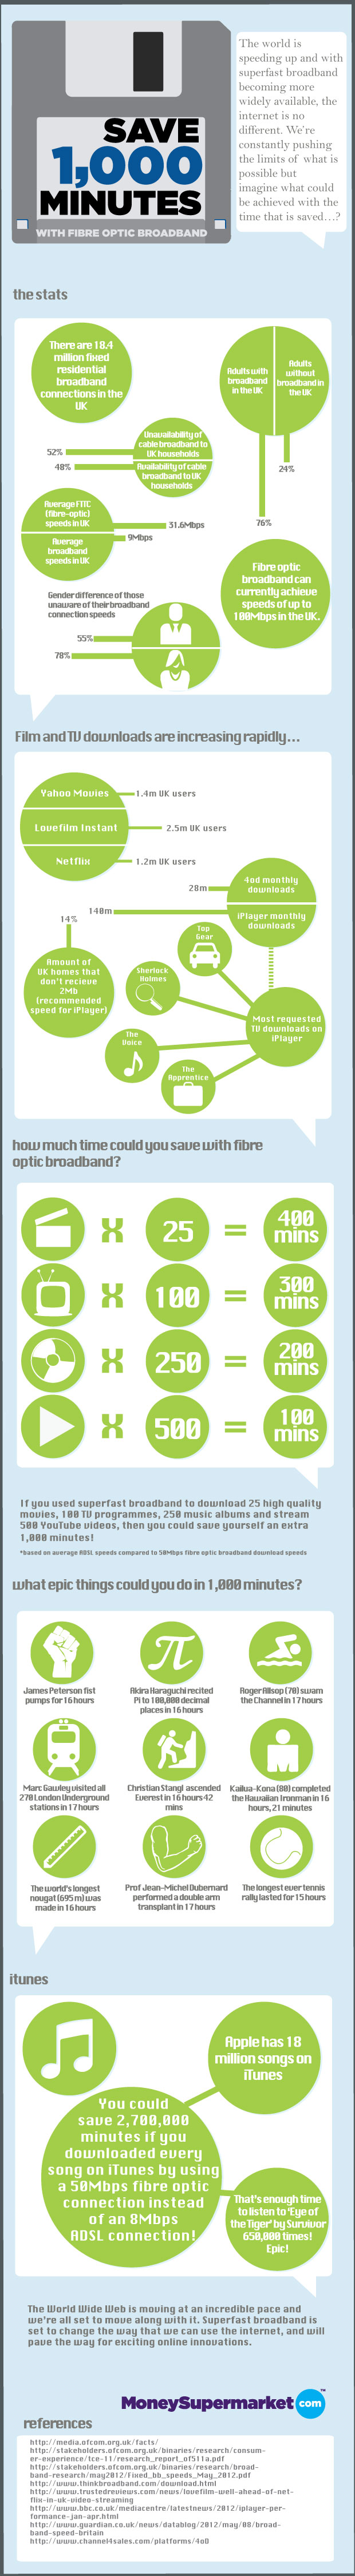 SAVE
1,000
MINUTES
WITH FIBRE OPTIC BROADBAND
The world is
speeding up and with
superfast broadband
becoming more
widely available, the
internet is no
different. We're
constantly pushing
the limits of what is
possible but
imagine what could
be achieved with the
time that is saved...?
the stats
There are 18.4
million fixed
residential
broadband
connections in the
UK
Adults with
broadband
in the UK
Adults
without
broadband in
the UK
24%
76%
Unavailability of
cable broadband to
UK households
Availability of cable
broadband to UK
households
52%
48%
Average FTTC
(fibre-optic)
speeds in UK
Average
broadband
speeds in UK
31.6Mbps
9Mbps
Fibre optic
broadband can
currently achieve
speeds of up to
100Mbps in the UK.
Gender difference of those
unaware of their broadband
connection speeds
55%
78%
Film and TV downloads are increasing rapidly...
Yahoo Movies
1.4m UK users
Lovefilm Instant
2.5m UK users
Netflix
1.2m UK users
28m
4od monthly
downloads
140m
iPlayer monthly
downloads
14%
Amount of
UK homes that
don't recieve
2Mb
(recommended
speed for iPlayer)
Top
Gear
Sherlock
Holmes
The
Voice
The
Apprentice
Most requested
TV downloads on
iPlayer
how much time could you save with fibre
optic broadband?
X 25 = 400 mins
X 100 = 300 mins
X 250 = 200 mins
X 500 = 100 mins
If you used superfast broadband to download 25 high quality
movies, 100 TV programmes, 250 music albums and stream
500 YouTube videos, then you could save yourself an extra
1,000 minutes!
*based on average ADSL speeds compared to 50Mbps fibre optic broadband download speeds
what epic things could you do in 1,000 minutes?
James Peterson fist
pumps for 16 hours
Akira Haraguchi recited
Pi to 100,000 decimal
places in 16 hours
Roger Allsop (70) swam
the Channel in 17 hours
Marc Gawley visited all
270 London Underground
stations in 17 hours
Christian Stangl ascended
Everest in 16 hours 42
mins
Kailua-Kona (80) completed
the Hawaiian Ironman in 16
hours, 21 minutes
The world's longest
nougat (695 m) was
made in 16 hours
Prof Jean-Michel Dubernard
performed a double arm
transplant in 17 hours
The longest ever tennis
rally lasted for 15 hours
itunes
Apple has 18
million songs on
iTunes
You could
save 2,700,000
minutes if you
downloaded every
song on iTunes by using
a 50Mbps fibre optic
connection instead
of an 8Mbps
ADSL connection!
That's enough time
to listen to 'Eye of
the Tiger' by Survivor
650,000 times!
Epic!
The World Wide Web is moving at an incredible pace and
we're all set to move along with it. Superfast broadband is
set to change the way that we can use the internet, and will
pave the way for exciting online innovations.
MoneySupermarket.com™
references
http://media.ofcom.org.uk/facts/
http://stakeholders.ofcom.org.uk/binaries/research/consum-
er-experience/tce-11/research_report_of511a.pdf
http://stakeholders.ofcom.org.uk/binaries/research/broad-
band-research/may2012/Fixed_bb_speeds_May_2012.pdf
http://www.thinkbroadband.com/download.html
http://www.trustedreviews.com/news/lovefilm-well-ahead-of-net-
flix-in-uk-video-streaming
http://www.bbc.co.uk/mediacentre/latestnews/2012/iplayer-per-
formance-jan-apr.html
http://www.guardian.co.uk/news/datablog/2012/may/08/broad-
band-speed-britain
http://www.channel4sales.com/platforms/4oD